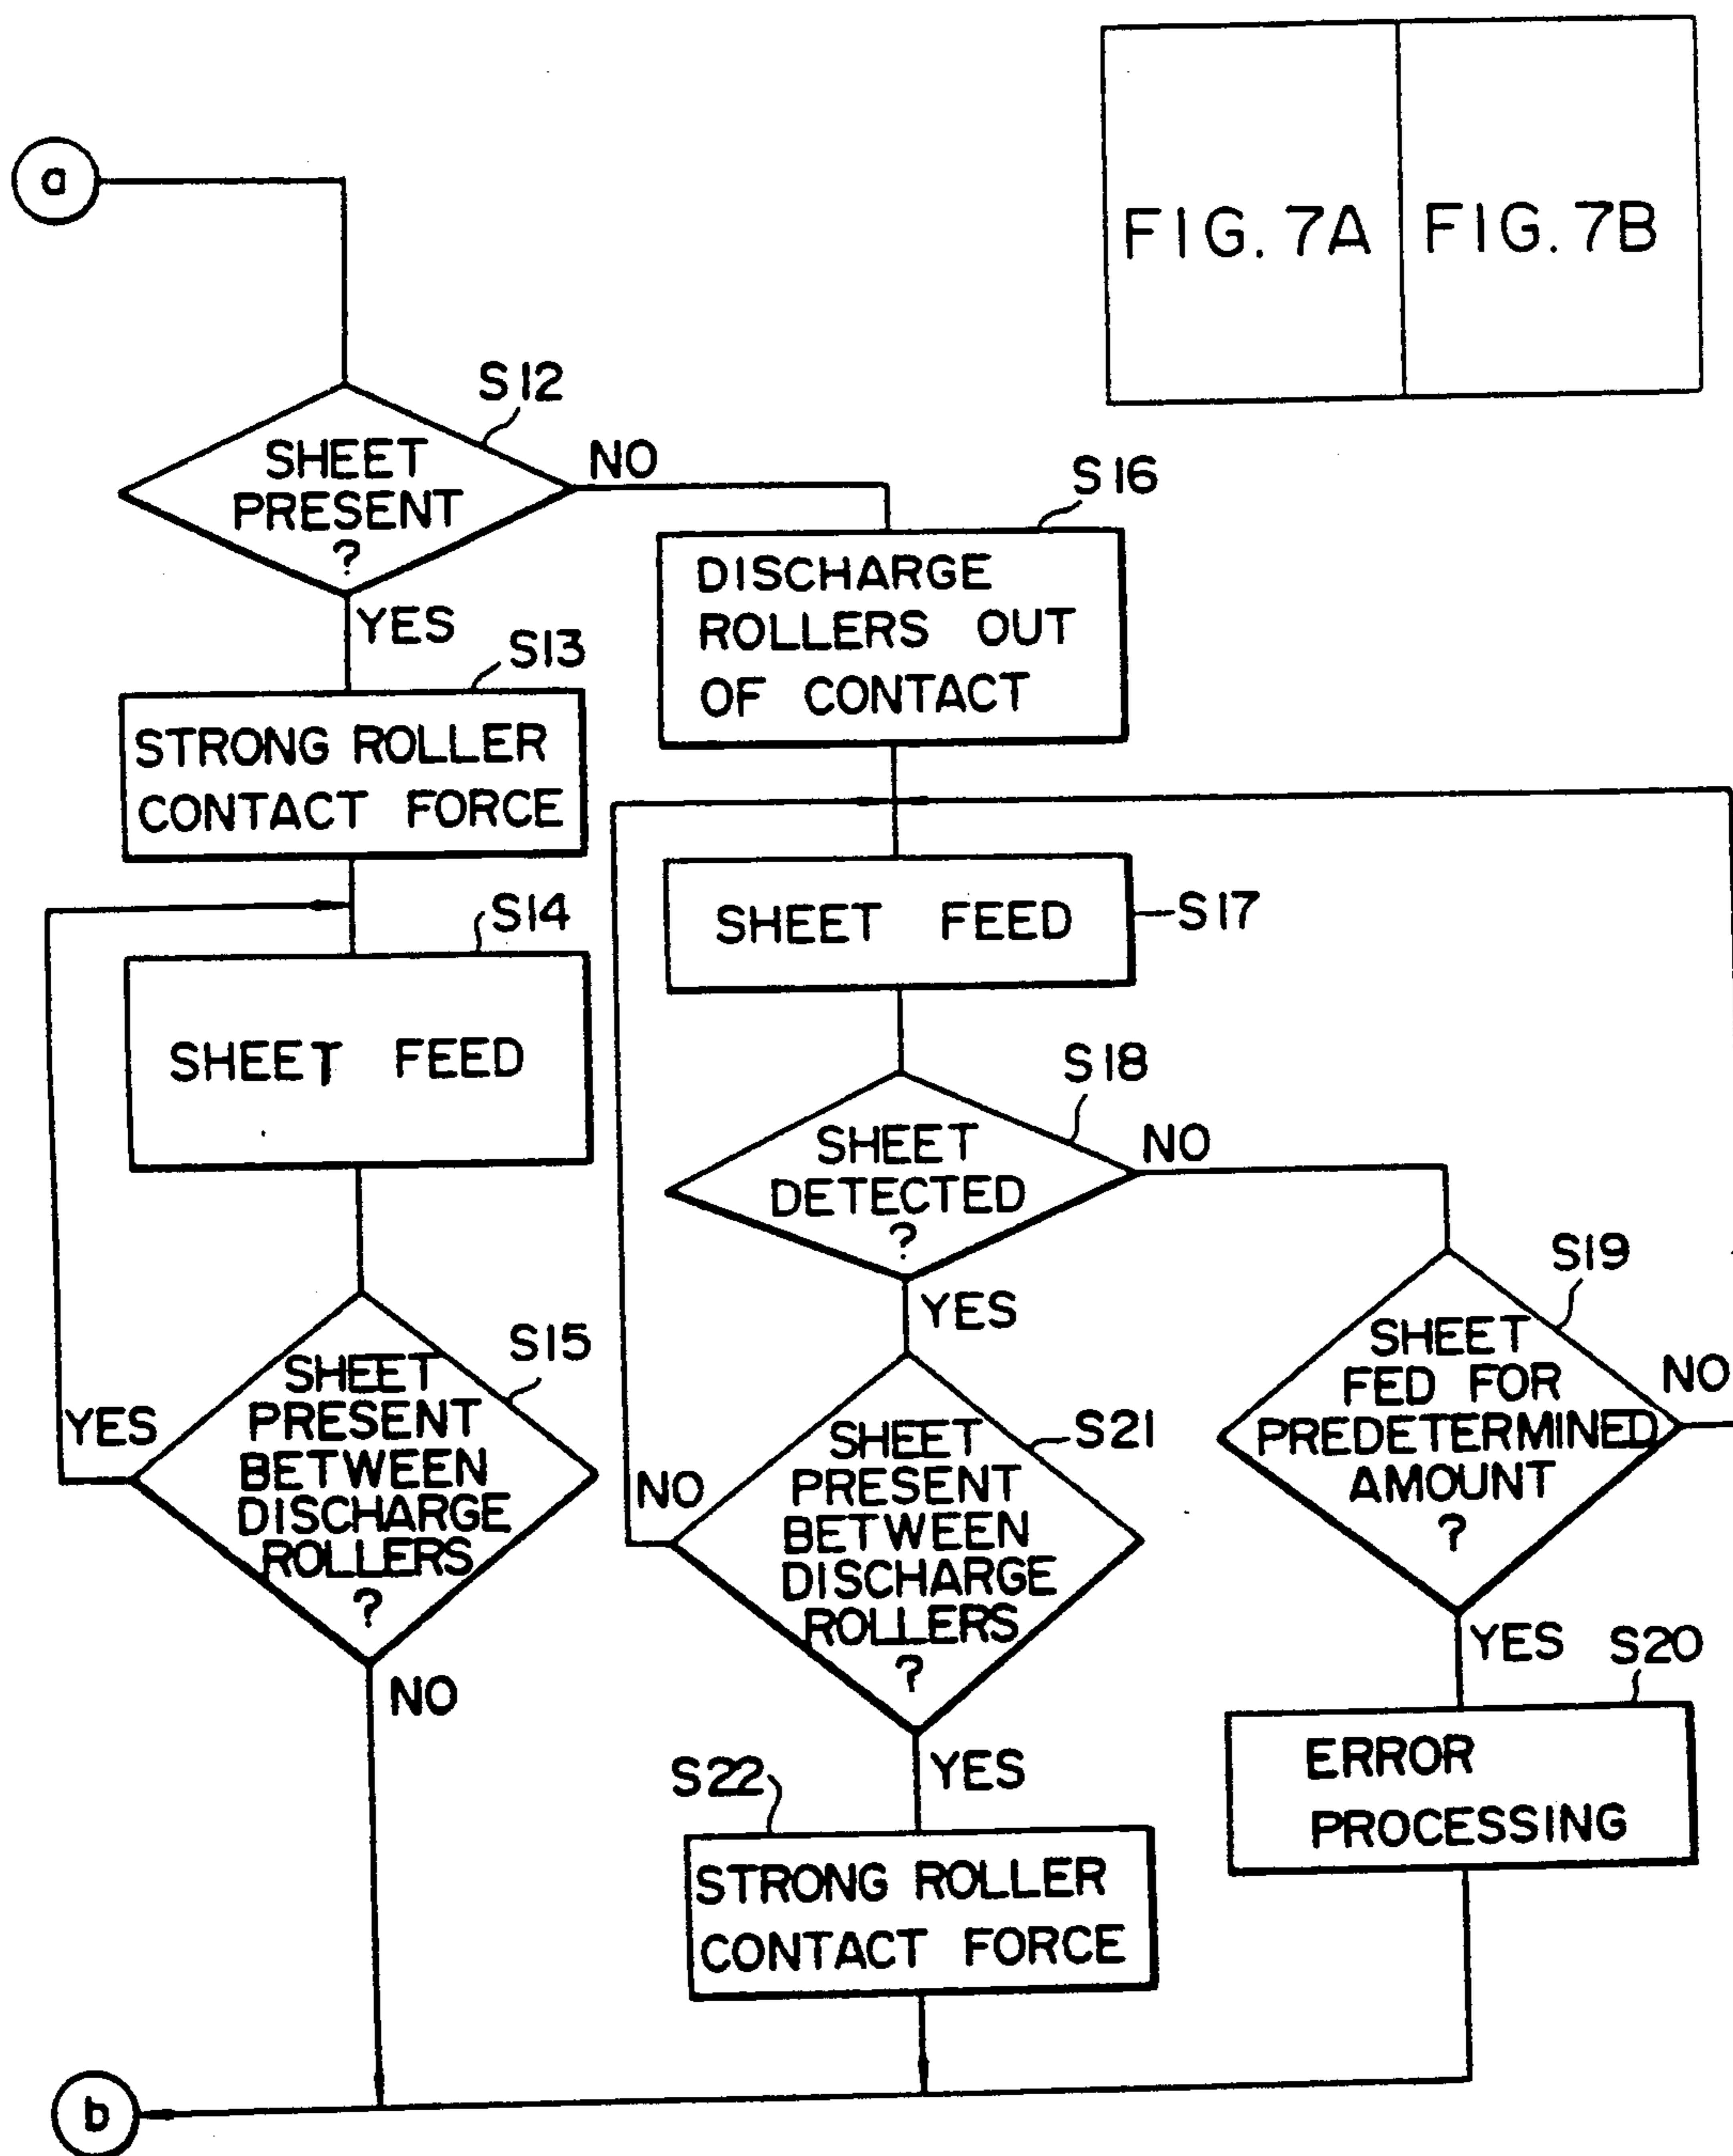 FIG. 7A
FIG. 7B
a
S12
SHEET
PRESENT
?
NO
YES
S13
STRONG ROLLER
CONTACT FORCE
S14
SHEET FEED
S15
SHEET
PRESENT
BETWEEN
DISCHARGE
ROLLERS
?
YES
NO
S16
DISCHARGE
ROLLERS OUT
OF CONTACT
SHEET FEED
S17
S18
SHEET
DETECTED
?
NO
YES
S19
SHEET
FED FOR
PREDETERMINED
AMOUNT
?
NO
YES
S20
ERROR
PROCESSING
S21
SHEET
PRESENT
BETWEEN
DISCHARGE
ROLLERS
?
NO
YES
S22
STRONG ROLLER
CONTACT FORCE
b